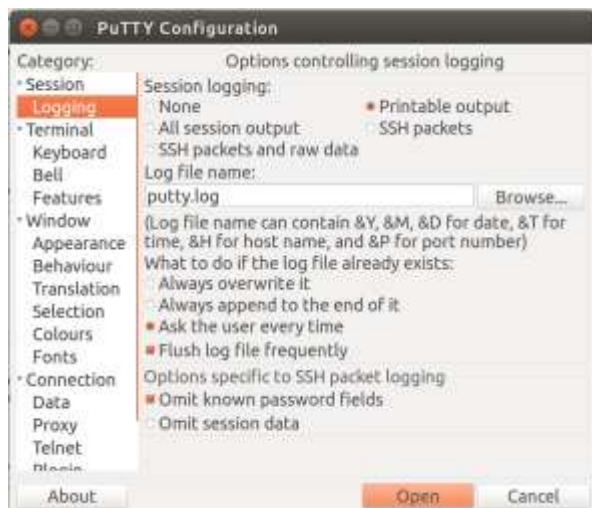 PuTTY Configuration
Category:
Options controlling session logging
Session
Logging
Terminal
Keyboard
Bell
Features
Window
Appearance
Behaviour
Translation
Selection
Colours
Fonts
Connection
Data
Proxy
Telnet
Rlogin
Session logging:
None
Printable output
All session output
SSH packets
SSH packets and raw data
Log file name:
putty.log
Browse...
(Log file name can contain &Y, &M, &D for date, &T for
time, &H for host name, and &P for port number)
What to do if the log file already exists:
Always overwrite it
Always append to the end of it
Ask the user every time
Flush log file frequently
Options specific to SSH packet logging
Omit known password fields
Omit session data
About
Open
Cancel